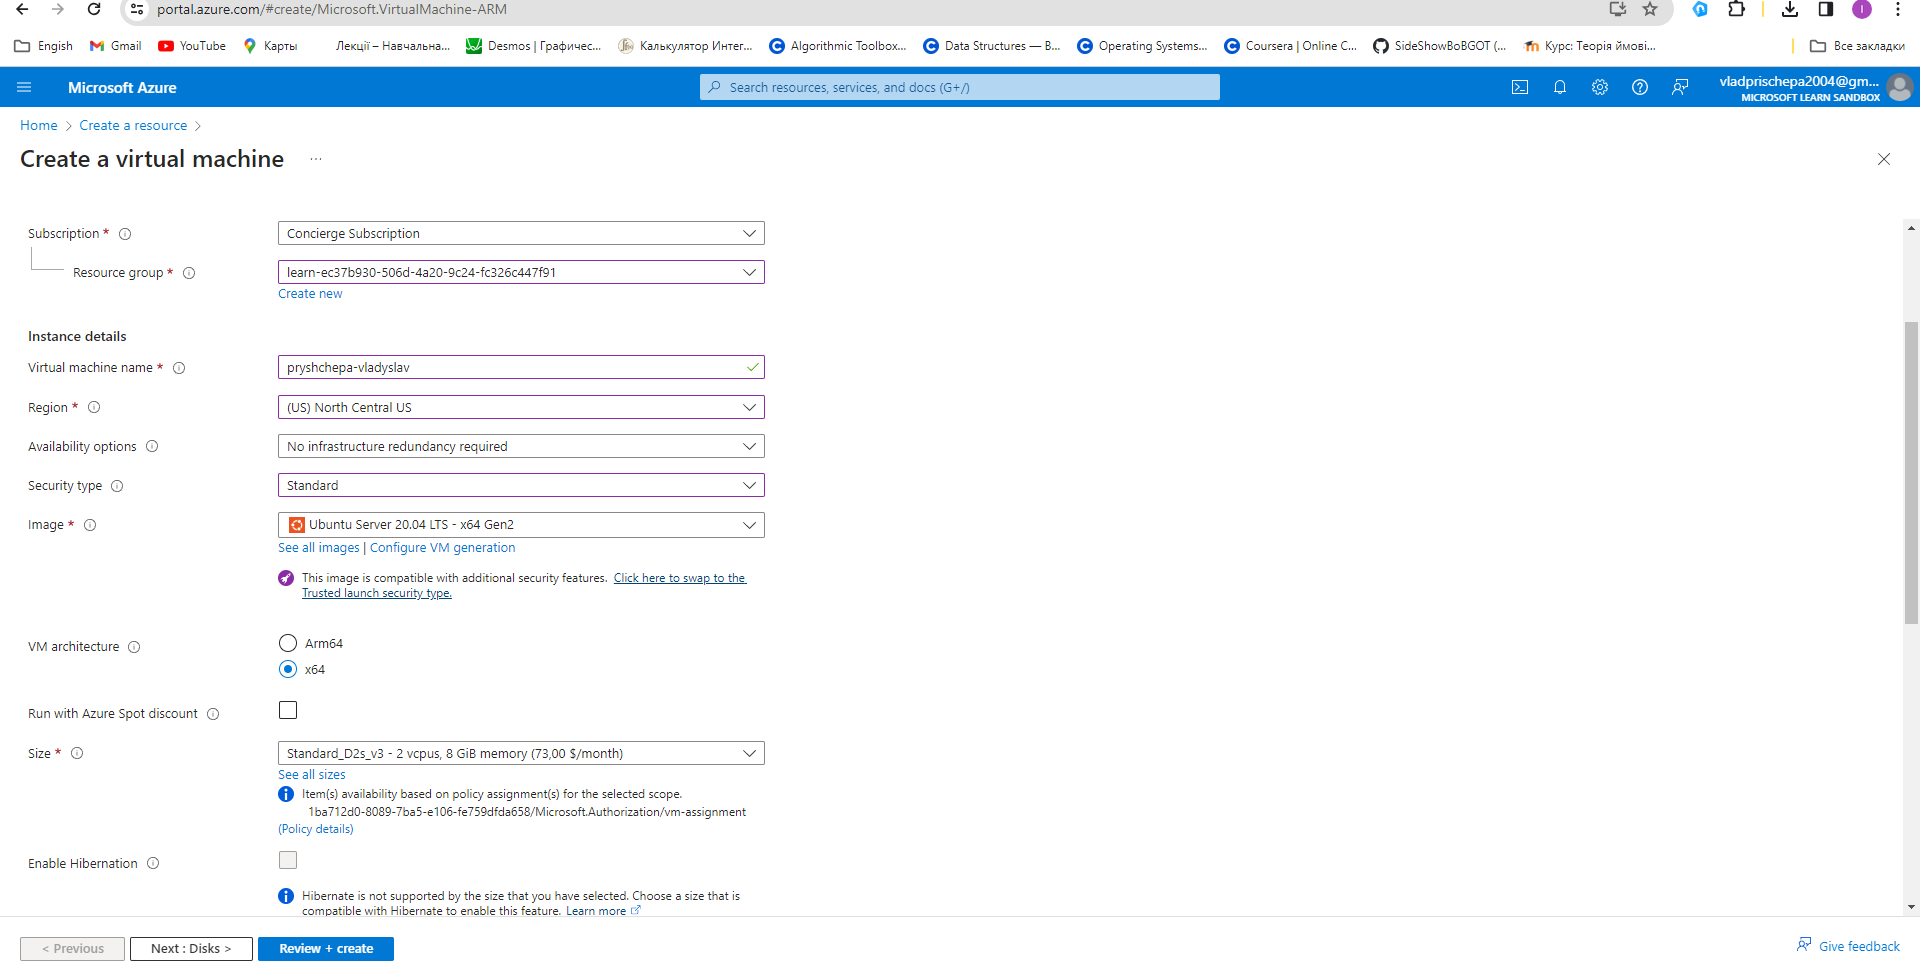 portal.azure.com/#create/Microsoft.VirtualMachine-ARM
Engish Gmail YouTube Карты Лекції – Навчальна... Desmos | Графичес... Калькулятор Интег... Algorithmic Toolbox... Data Structures — В... Operating Systems... Coursera | Online C... SideShowBoBGOT (... Курс: Теорія ймові... Все закладки
Microsoft Azure
Search resources, services, and docs (G+/)
vladprischepa2004@gm...
MICROSOFT LEARN SANDBOX
Home > Create a resource >
Create a virtual machine ...
Subscription * Concierge Subscription
Resource group * learn-ec37b930-506d-4a20-9c24-fc326c447f91
Create new
Instance details
Virtual machine name * pryshchepa-vladyslav
Region * (US) North Central US
Availability options No infrastructure redundancy required
Security type Standard
Image * Ubuntu Server 20.04 LTS - x64 Gen2
See all images | Configure VM generation
This image is compatible with additional security features. Click here to swap to the
Trusted launch security type.
VM architecture
Arm64
x64
Run with Azure Spot discount
Size * Standard_D2s_v3 - 2 vcpus, 8 GiB memory (73,00 $/month)
See all sizes
Item(s) availability based on policy assignment(s) for the selected scope.
1ba712d0-8089-7ba5-e106-fe759dfda658/Microsoft.Authorization/vm-assignment
(Policy details)
Enable Hibernation
Hibernate is not supported by the size that you have selected. Choose a size that is
compatible with Hibernate to enable this feature. Learn more
< Previous Next : Disks > Review + create Give feedback